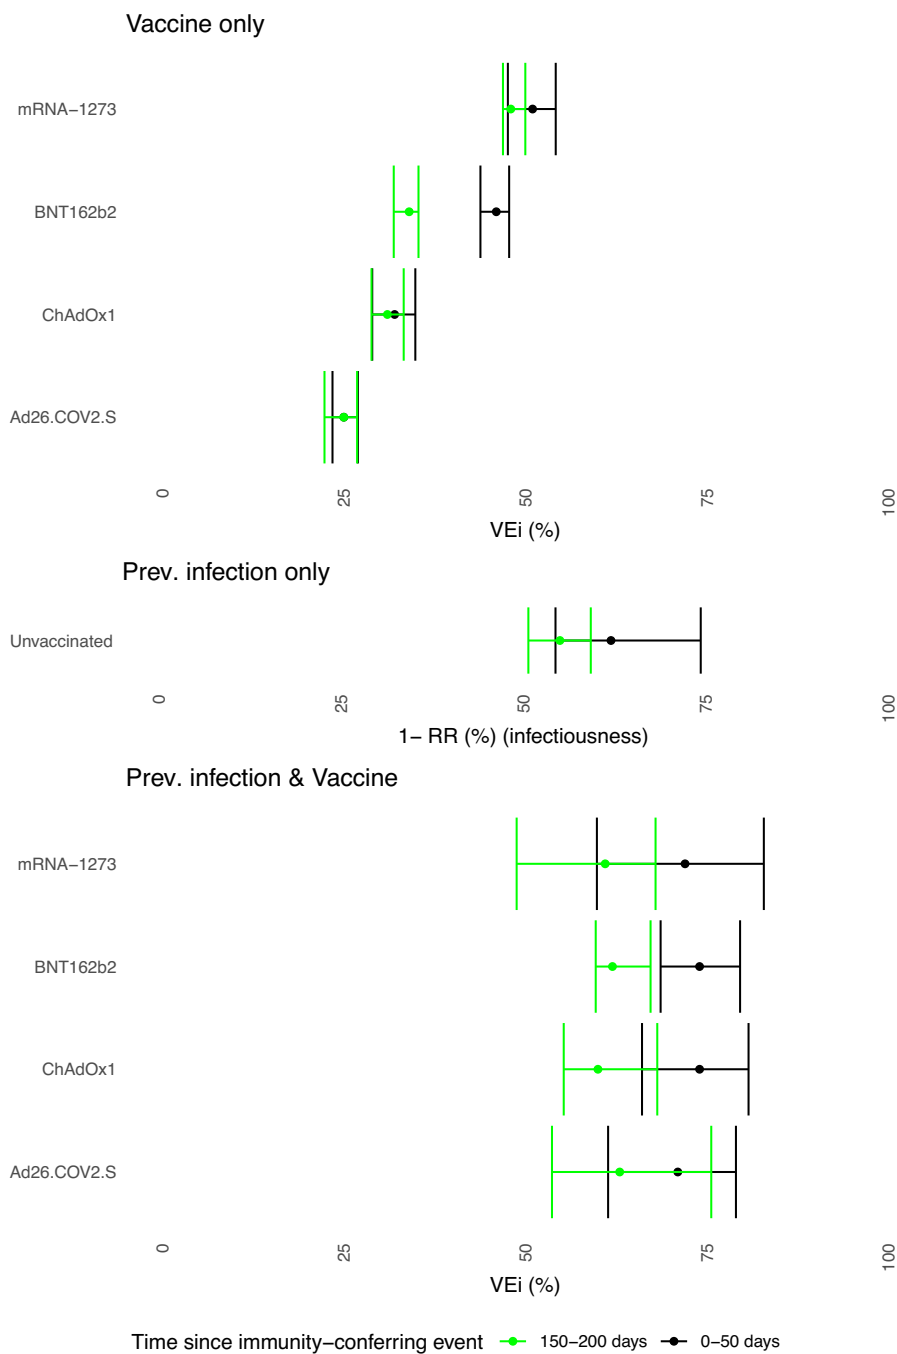 Vaccine only
mRNA−1273
BNT162b2
ChAdOx1
Ad26.COV2.S
0 25 50 75 100
VEi (%)
Prev. infection only
Unvaccinated
0 25 50 75 100
1− RR (%) (infectiousness)
Prev. infection & Vaccine
mRNA−1273
BNT162b2
ChAdOx1
Ad26.COV2.S
0 25 50 75 100
VEi (%)
Time since immunity−conferring event 150−200 days 0−50 days